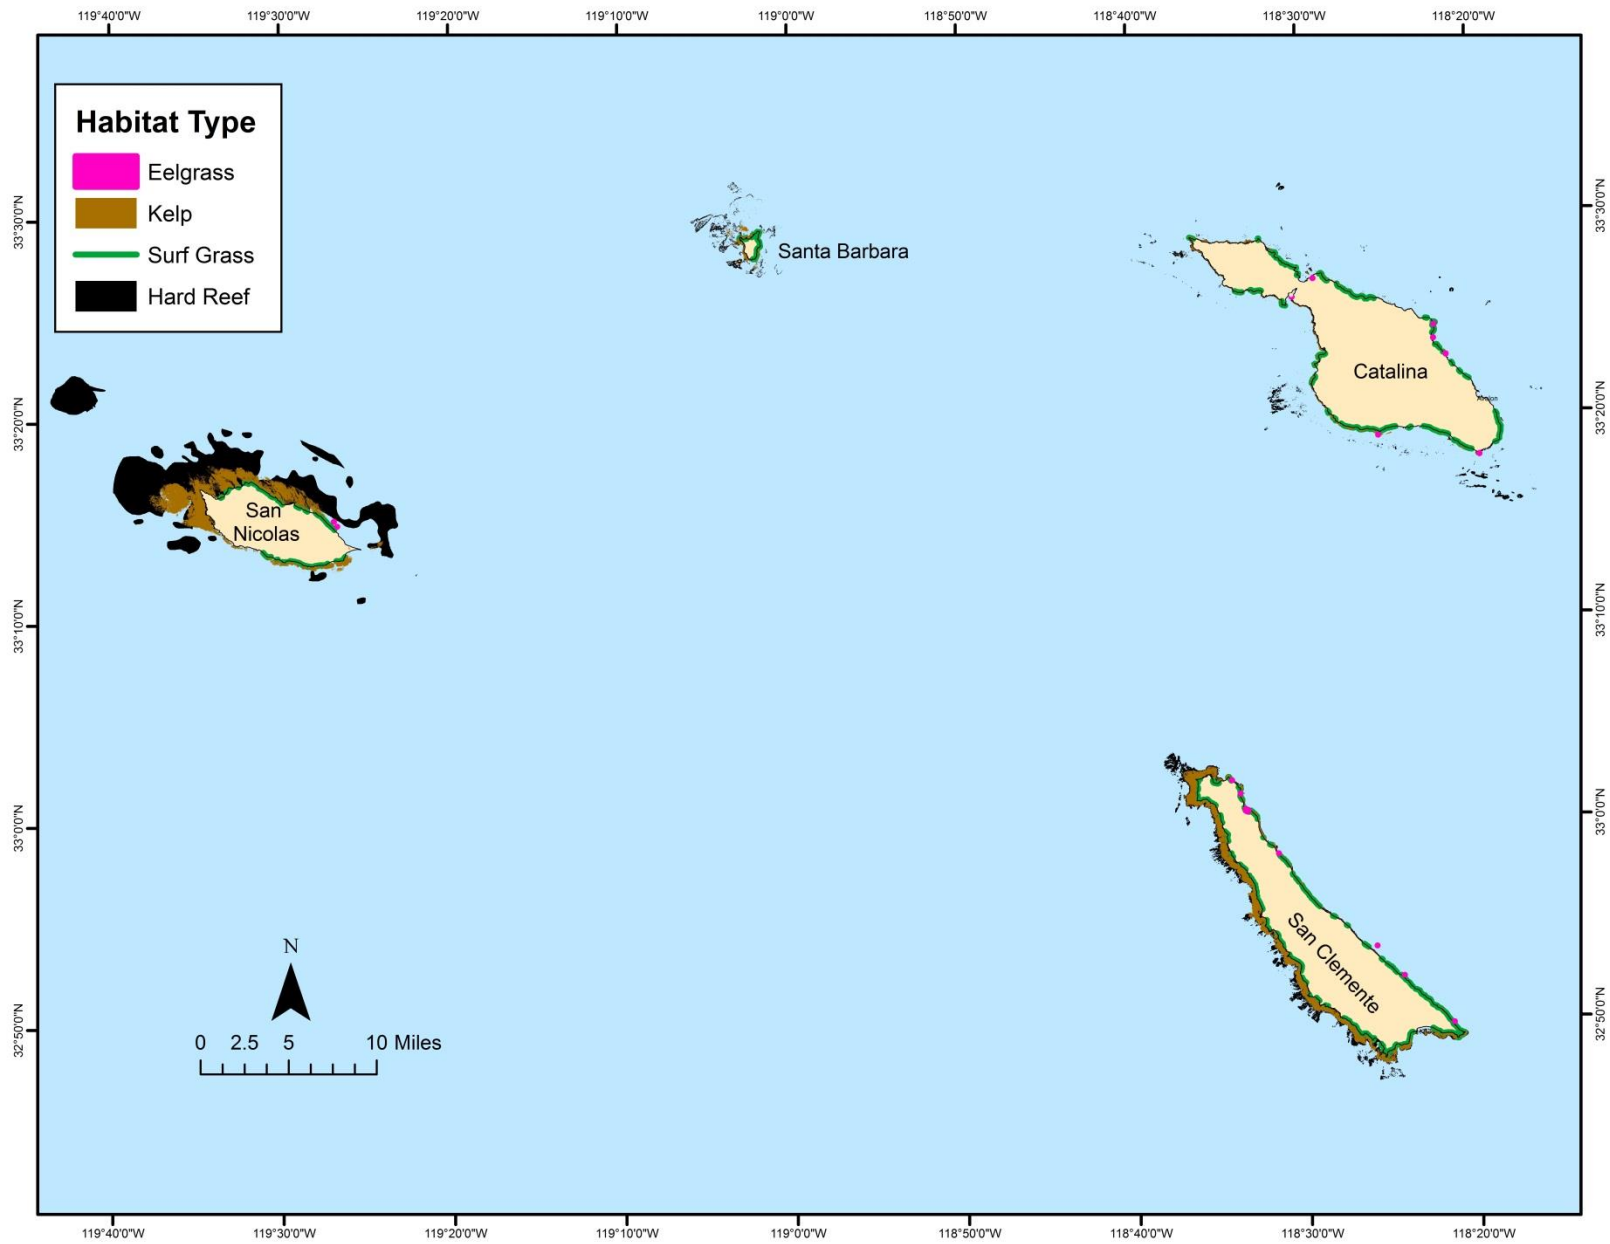 119°40'0"W 119°30'0"W 119°20'0"W 119°10'0"W 119°0'0"W 118°50'0"W 118°40'0"W 118°30'0"W 118°20'0"W
Habitat Type
Eelgrass
Kelp
Surf Grass
Hard Reef
33°30'0"N
33°20'0"N
33°10'0"N
33°0'0"N
32°50'0"N
Santa Barbara
Catalina
Avalon
San
Nicolas
San Clemente
N
0 2.5 5 10 Miles
33°30'0"N
33°20'0"N
33°10'0"N
33°0'0"N
32°50'0"N
119°40'0"W 119°30'0"W 119°20'0"W 119°10'0"W 119°0'0"W 118°50'0"W 118°40'0"W 118°30'0"W 118°20'0"W